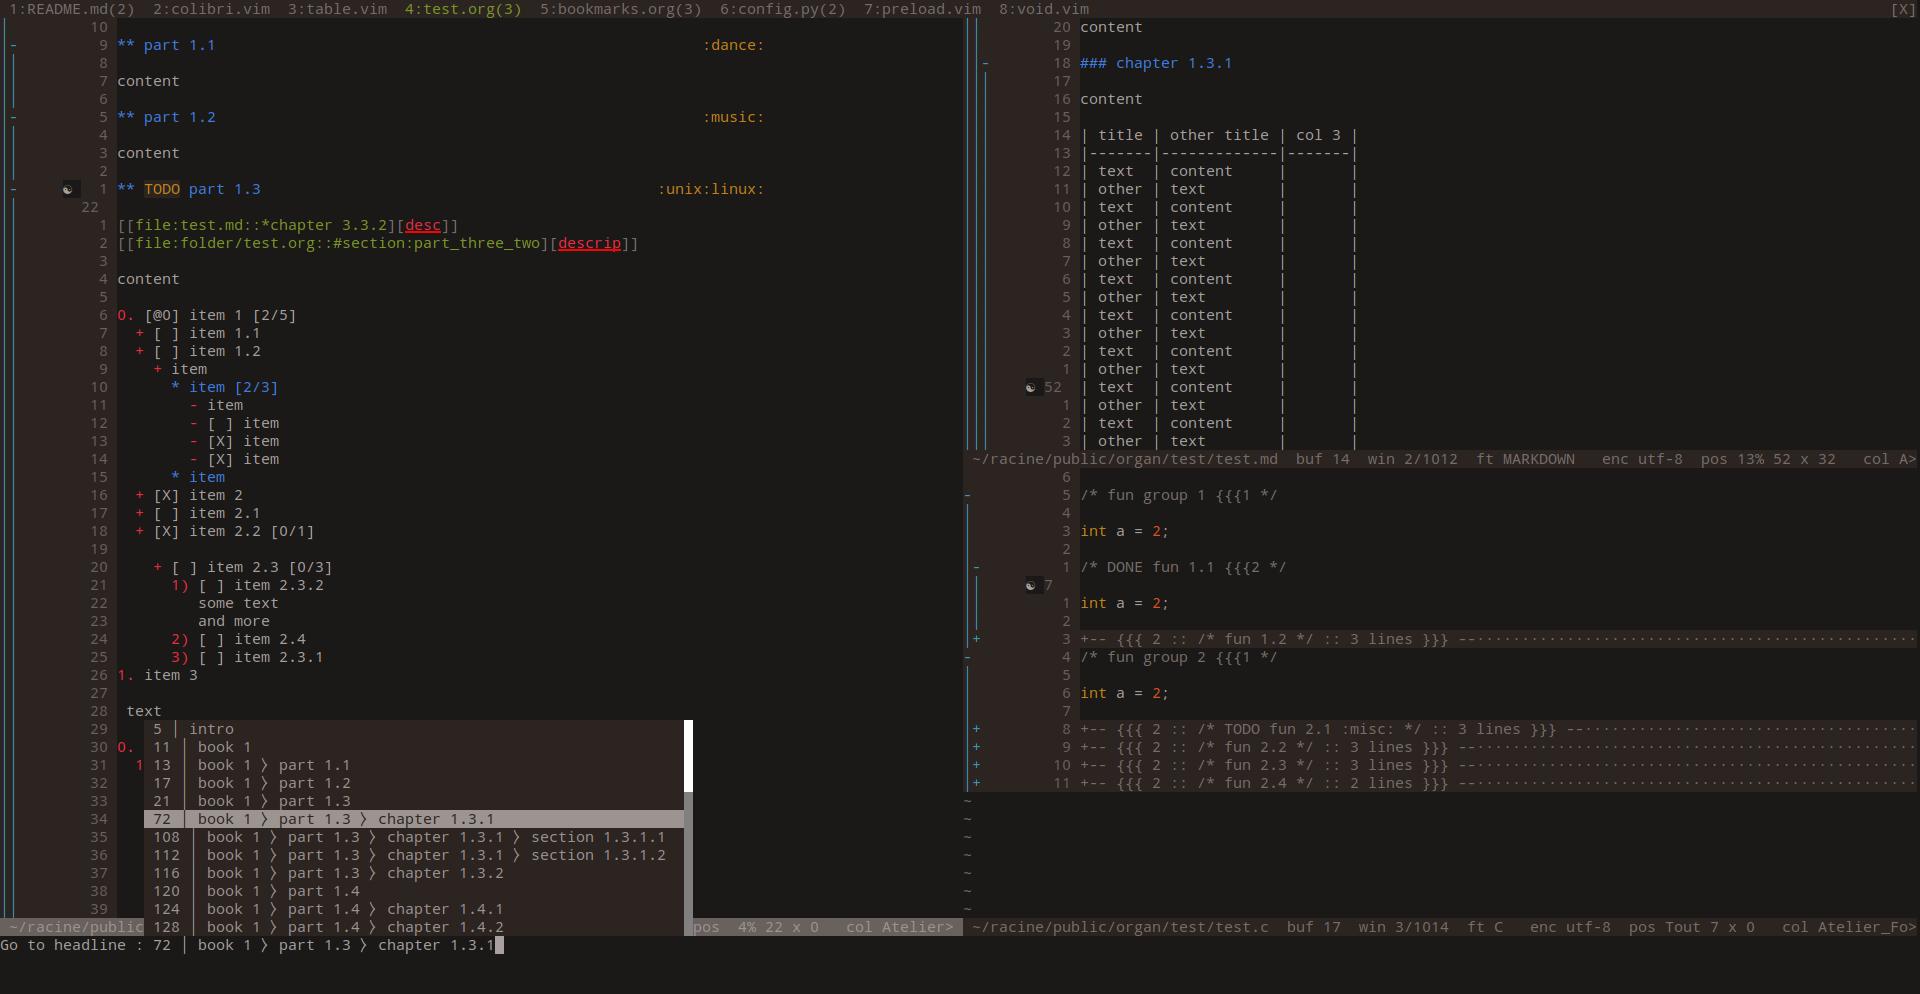 1:README.md(2)  2:colibri.vim  3:table.vim  4:test.org(3)  5:bookmarks.org(3)  6:config.py(2)  7:preload.vim  8:void.vim  [X]
10
- 9 ** part 1.1  :dance:
8
7 content
6
- 5 ** part 1.2  :music:
4
3 content
2
- ☯ 1 ** TODO part 1.3  :unix:linux:
22
1 [[file:test.md::*chapter 3.3.2][desc]]
2 [[file:folder/test.org::#section:part_three_two][descrip]]
3
4 content
5
6 0. [@0] item 1 [2/5]
7 + [ ] item 1.1
8 + [ ] item 1.2
9 + item
10 * item [2/3]
11 - item
12 - [ ] item
13 - [X] item
14 - [X] item
15 * item
16 + [X] item 2
17 + [ ] item 2.1
18 + [X] item 2.2 [0/1]
19
20 + [ ] item 2.3 [0/3]
21 1) [ ] item 2.3.2
22 some text
23 and more
24 2) [ ] item 2.4
25 3) [ ] item 2.3.1
26 1. item 3
27
28 text
29 5 │ intro
30 0. 11 │ book 1
31 1 13 │ book 1 ❭ part 1.1
32 17 │ book 1 ❭ part 1.2
33 21 │ book 1 ❭ part 1.3
34 72 │ book 1 ❭ part 1.3 ❭ chapter 1.3.1
35 108 │ book 1 ❭ part 1.3 ❭ chapter 1.3.1 ❭ section 1.3.1.1
36 112 │ book 1 ❭ part 1.3 ❭ chapter 1.3.1 ❭ section 1.3.1.2
37 116 │ book 1 ❭ part 1.3 ❭ chapter 1.3.2
38 120 │ book 1 ❭ part 1.4
39 124 │ book 1 ❭ part 1.4 ❭ chapter 1.4.1
~/racine/public 128 │ book 1 ❭ part 1.4 ❭ chapter 1.4.2 pos  4% 22 x 0   col Atelier>
Go to headline : 72 │ book 1 ❭ part 1.3 ❭ chapter 1.3.1
20 content
19
- 18 ### chapter 1.3.1
17
16 content
15
14 | title | other title | col 3 |
13 |-------|-------------|-------|
12 | text  | content     |       |
11 | other | text        |       |
10 | text  | content     |       |
9 | other | text        |       |
8 | text  | content     |       |
7 | other | text        |       |
6 | text  | content     |       |
5 | other | text        |       |
4 | text  | content     |       |
3 | other | text        |       |
2 | text  | content     |       |
1 | other | text        |       |
☯ 52 | text  | content     |       |
1 | other | text        |       |
2 | text  | content     |       |
3 | other | text        |       |
~/racine/public/organ/test/test.md  buf 14  win 2/1012  ft MARKDOWN   enc utf-8  pos 13% 52 x 32   col A>
6
- 5 /* fun group 1 {{{1 */
4
3 int a = 2;
2
- 1 /* DONE fun 1.1 {{{2 */
☯ 7
1 int a = 2;
2
+ 3 +-- {{{ 2 :: /* fun 1.2 */ :: 3 lines }}} --················································
- 4 /* fun group 2 {{{1 */
5
6 int a = 2;
7
+ 8 +-- {{{ 2 :: /* TODO fun 2.1 :misc: */ :: 3 lines }}} --····································
+ 9 +-- {{{ 2 :: /* fun 2.2 */ :: 3 lines }}} --················································
+ 10 +-- {{{ 2 :: /* fun 2.3 */ :: 3 lines }}} --················································
+ 11 +-- {{{ 2 :: /* fun 2.4 */ :: 2 lines }}} --················································
~
~
~
~
~
~
~
~/racine/public/organ/test/test.c  buf 17  win 3/1014  ft C   enc utf-8  pos Tout 7 x 0   col Atelier_Fo>